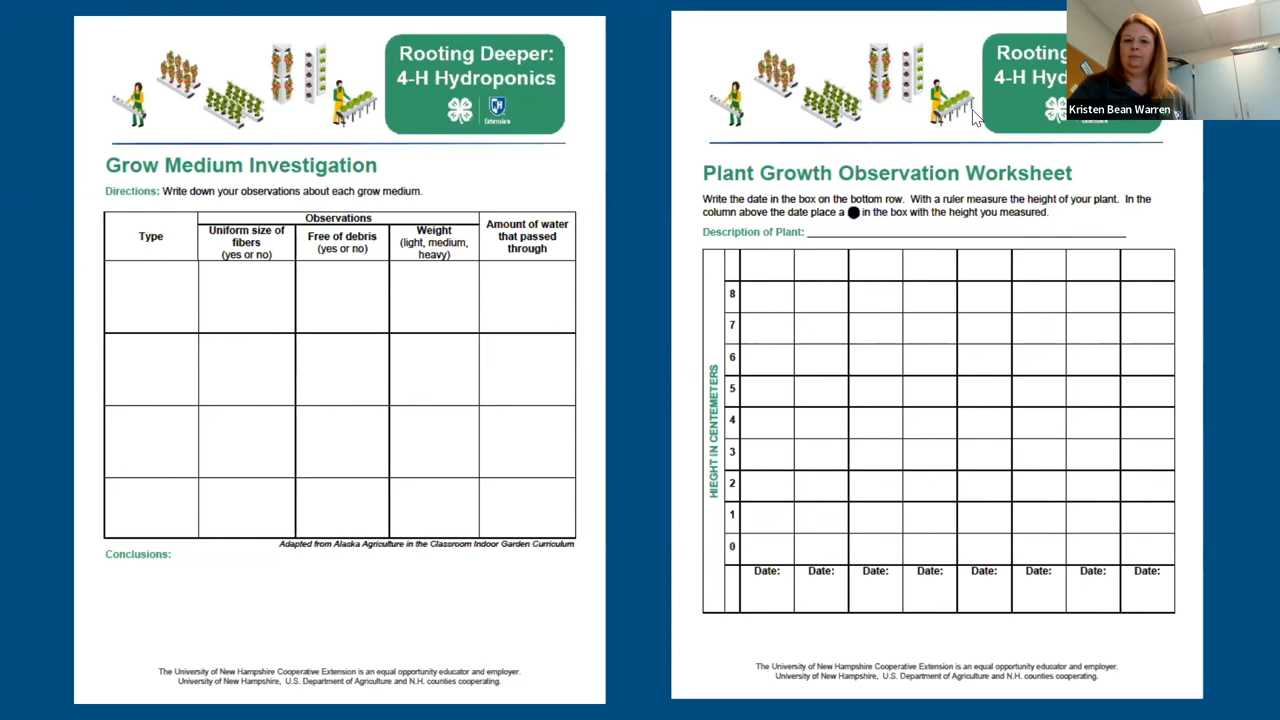 Rooting Deeper:
4-H Hydroponics
Extension
Grow Medium Investigation
Directions: Write down your observations about each grow medium.
Type
Observations
Uniform size of
fibers
(yes or no)
Free of debris
(yes or no)
Weight
(light, medium,
heavy)
Amount of water
that passed
through
Adapted from Alaska Agriculture in the Classroom Indoor Garden Curriculum
Conclusions:
The University of New Hampshire Cooperative Extension is an equal opportunity educator and employer.
University of New Hampshire, U.S. Department of Agriculture and N.H. counties cooperating.
Rooting
4-H Hyd
Kristen Bean Warren
Plant Growth Observation Worksheet
Write the date in the box on the bottom row. With a ruler measure the height of your plant. In the
column above the date place a in the box with the height you measured.
Description of Plant:
HIEGHT IN CENTEMETERS
8
7
6
5
4
3
2
1
0
Date: Date: Date: Date: Date: Date: Date: Date:
The University of New Hampshire Cooperative Extension is an equal opportunity educator and employer.
University of New Hampshire, U.S. Department of Agriculture and N.H. counties cooperating.